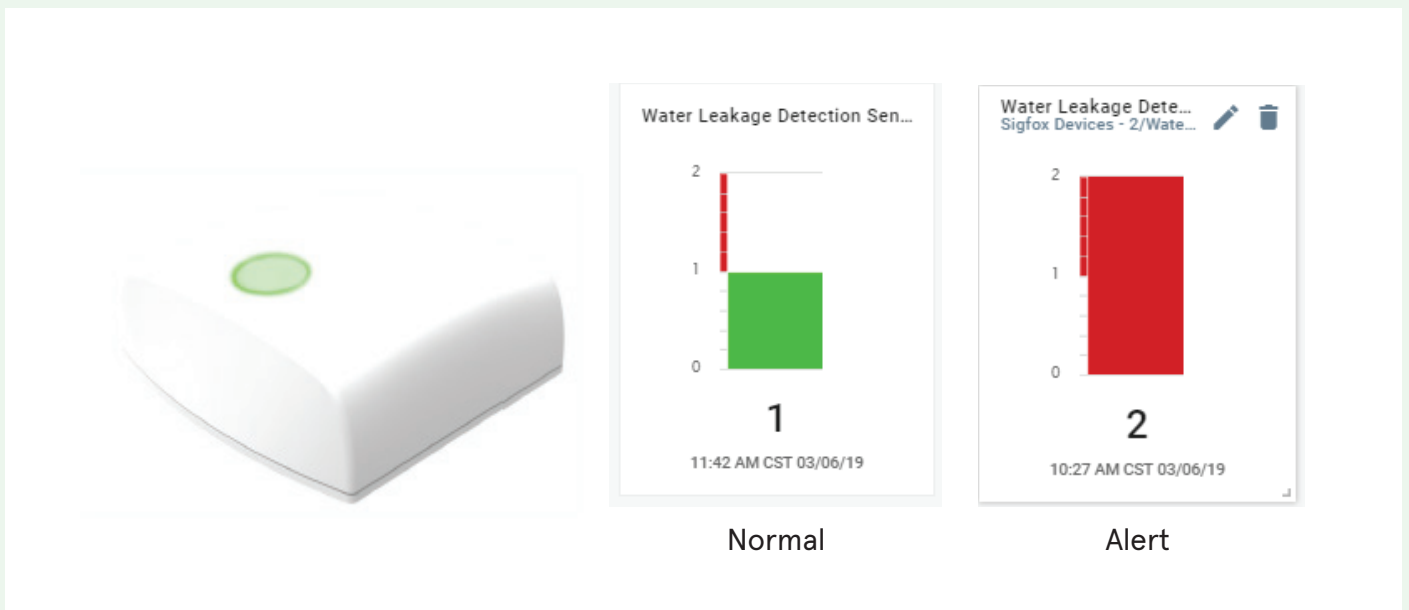 Water Leakage Detection Sen...
2
1
0
1
11:42 AM CST 03/06/19
Normal
Water Leakage Dete...
Sigfox Devices - 2/Wate...
2
1
0
2
10:27 AM CST 03/06/19
Alert